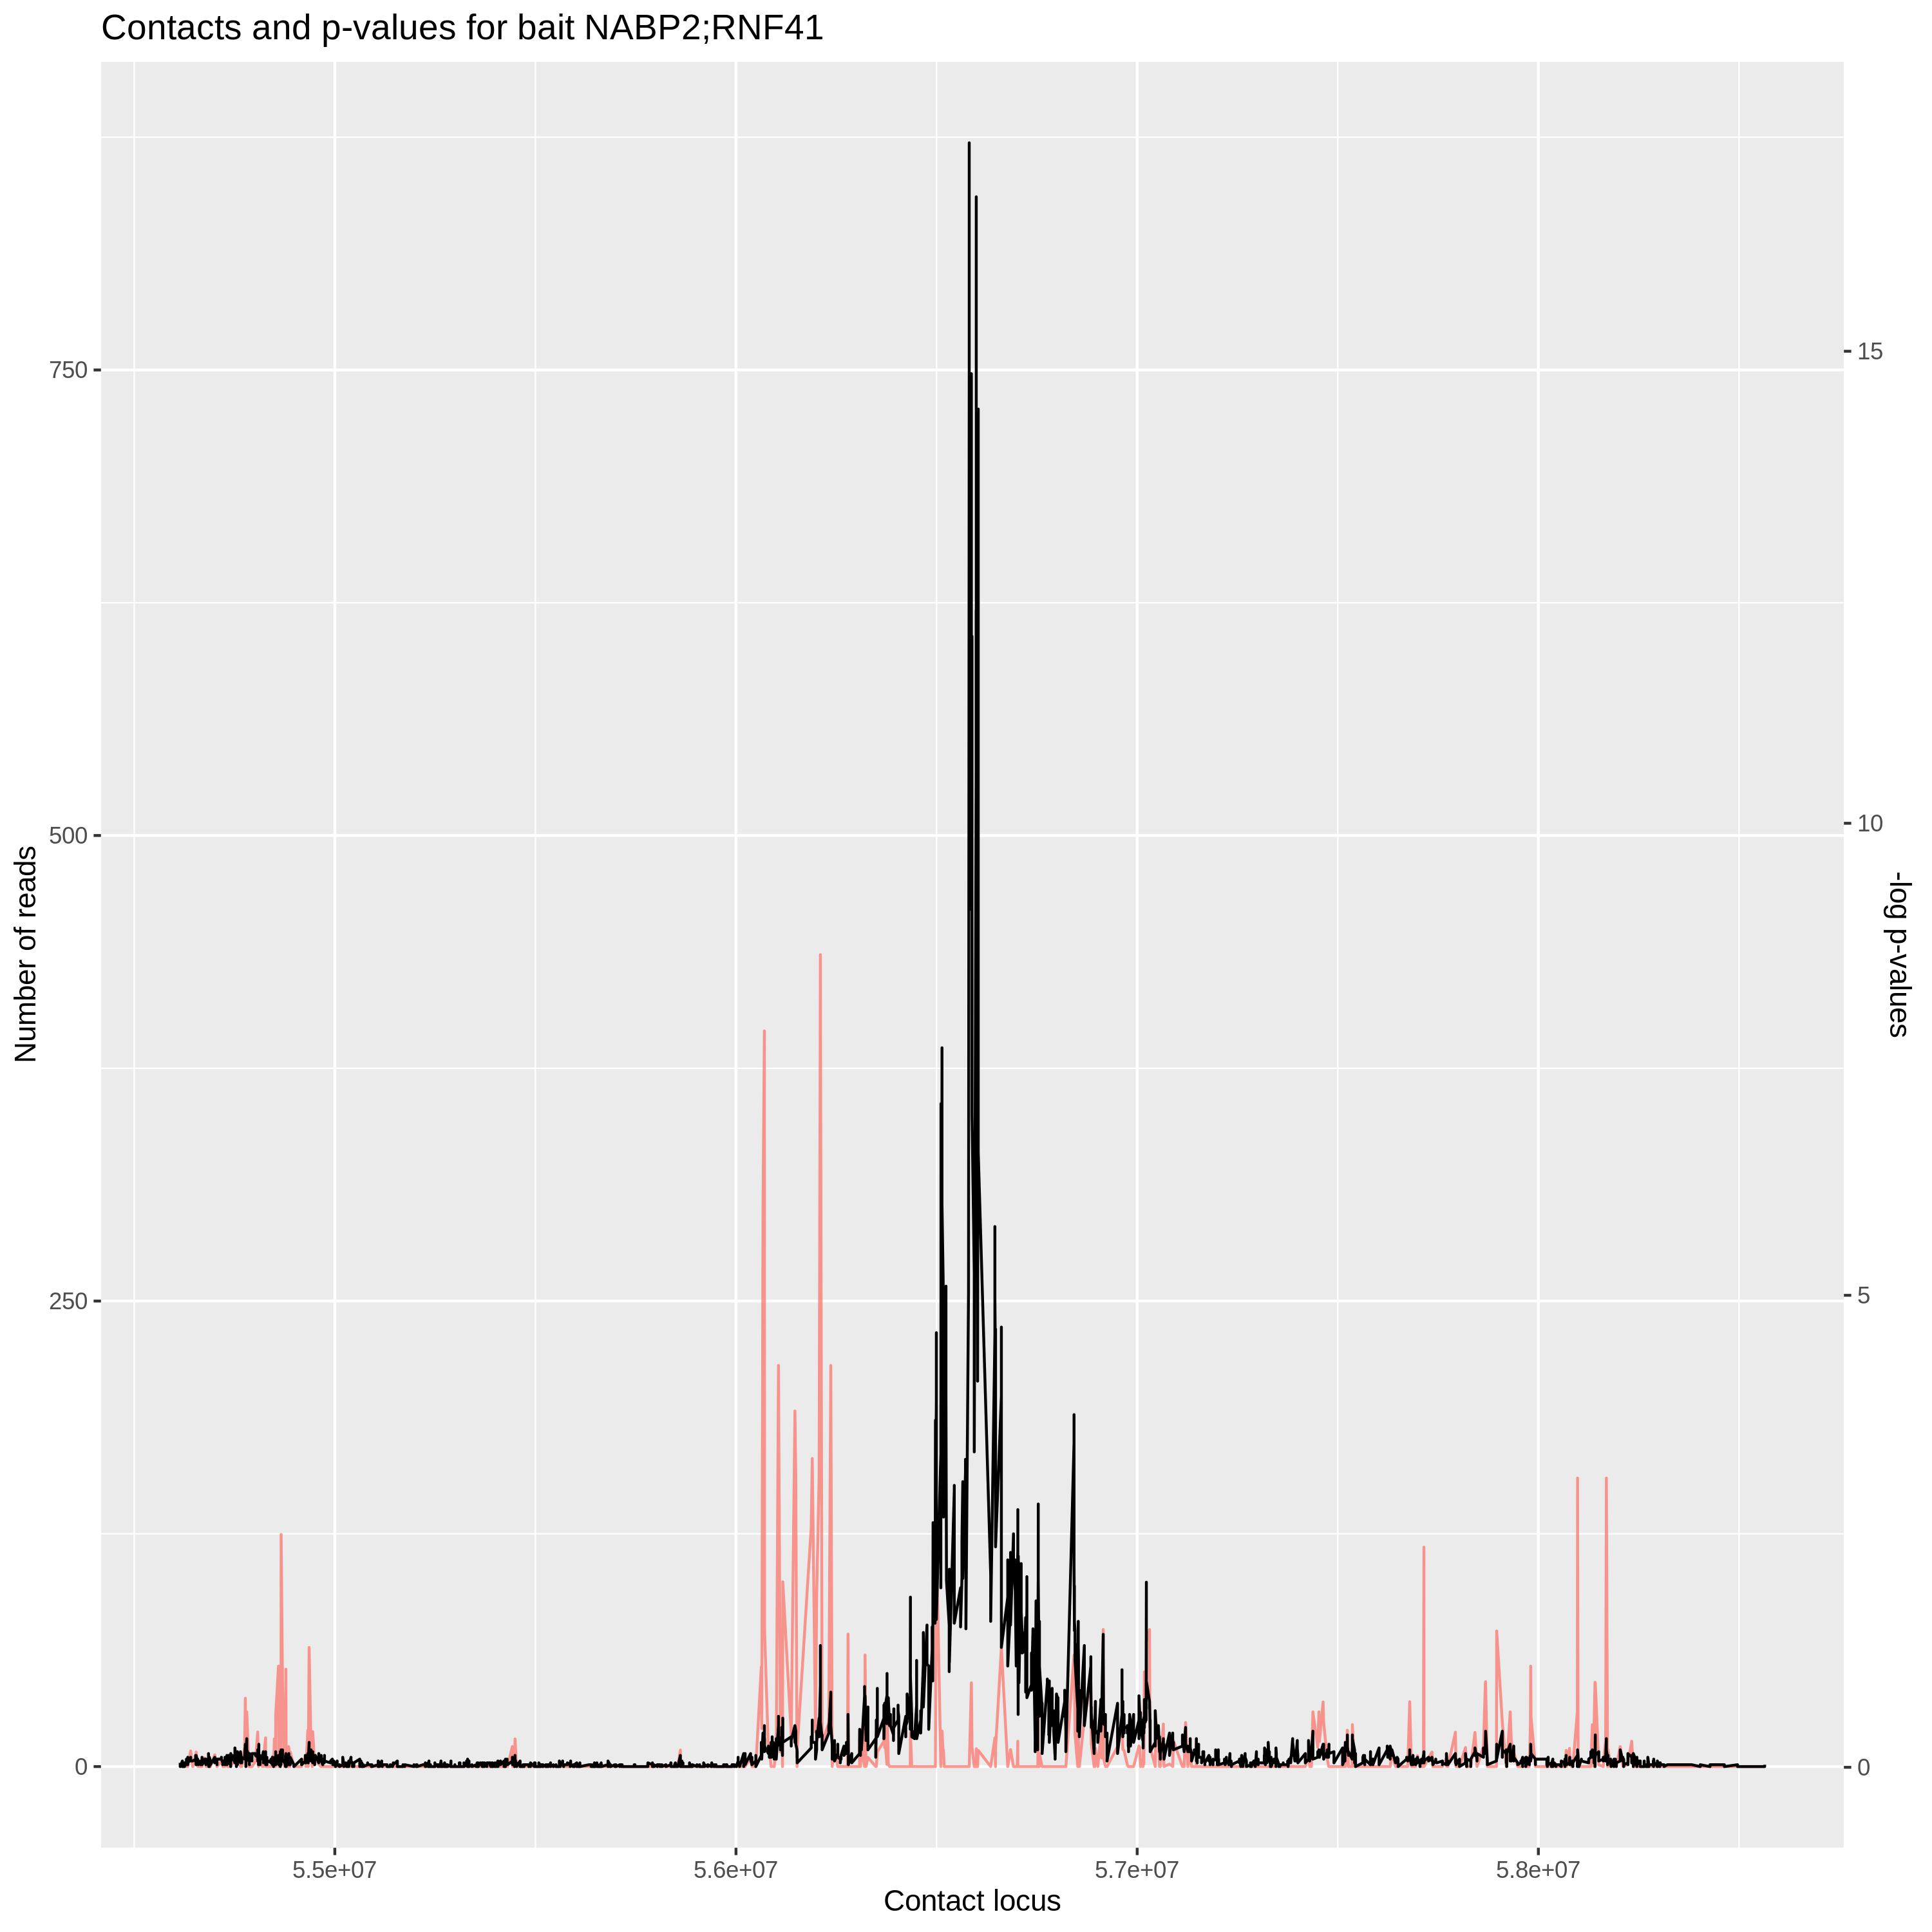 Contacts and p-values for bait NABP2;RNF41
750
500
250
0
15
10
5
0
Number of reads
-log p-values
5.5e+07 5.6e+07 5.7e+07 5.8e+07
Contact locus